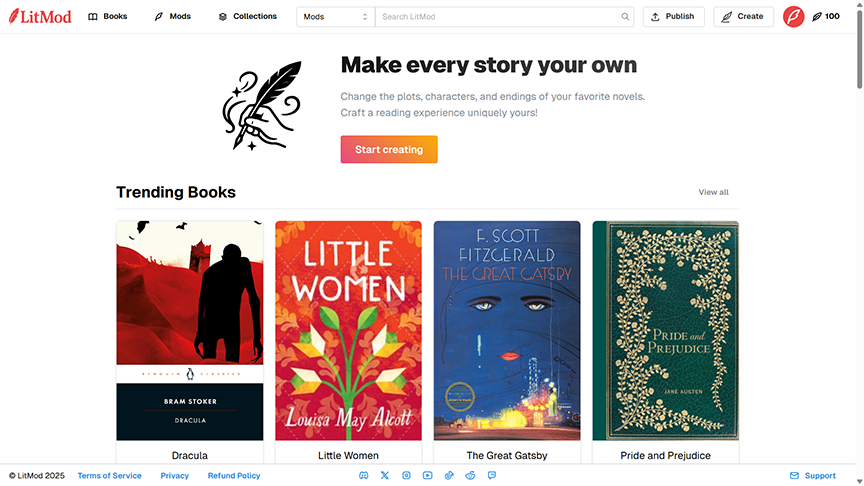 LitMod
Books
Mods
Collections
Mods
Search LitMod
Publish
Create
100
Make every story your own
Change the plots, characters, and endings of your favorite novels.
Craft a reading experience uniquely yours!
Start creating
Trending Books
View all
PENGUIN CLASSICS
BRAM STOKER
DRACULA
LITTLE
WOMEN
Louisa May Alcott
F. SCOTT
FITZGERALD
THE GREAT GATSBY
PRIDE and
PREJUDICE
JANE AUSTEN
Dracula
Little Women
The Great Gatsby
Pride and Prejudice
© LitMod 2025
Terms of Service
Privacy
Refund Policy
Support